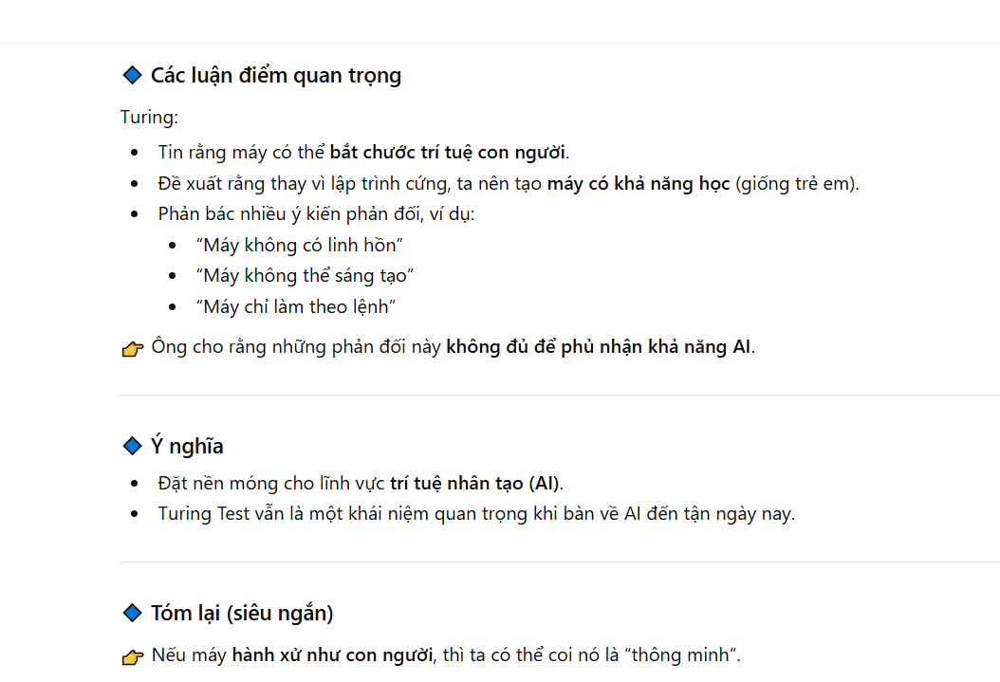 Các luận điểm quan trọng
Turing:
Tin rằng máy có thể bắt chước trí tuệ con người.
Đề xuất rằng thay vì lập trình cứng, ta nên tạo máy có khả năng học (giống trẻ em).
Phản bác nhiều ý kiến phản đối, ví dụ:
“Máy không có linh hồn”
“Máy không thể sáng tạo”
“Máy chỉ làm theo lệnh”
👉 Ông cho rằng những phản đối này không đủ để phủ nhận khả năng AI.
Ý nghĩa
Đặt nền móng cho lĩnh vực trí tuệ nhân tạo (AI).
Turing Test vẫn là một khái niệm quan trọng khi bàn về AI đến tận ngày nay.
Tóm lại (siêu ngắn)
👉 Nếu máy hành xử như con người, thì ta có thể coi nó là “thông minh”.